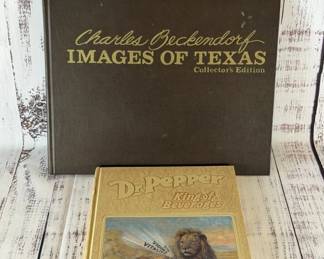 Charles Beckendorf
IMAGES OF TEXAS
Collector's Edition
Dr. Pepper
King of
Beverages